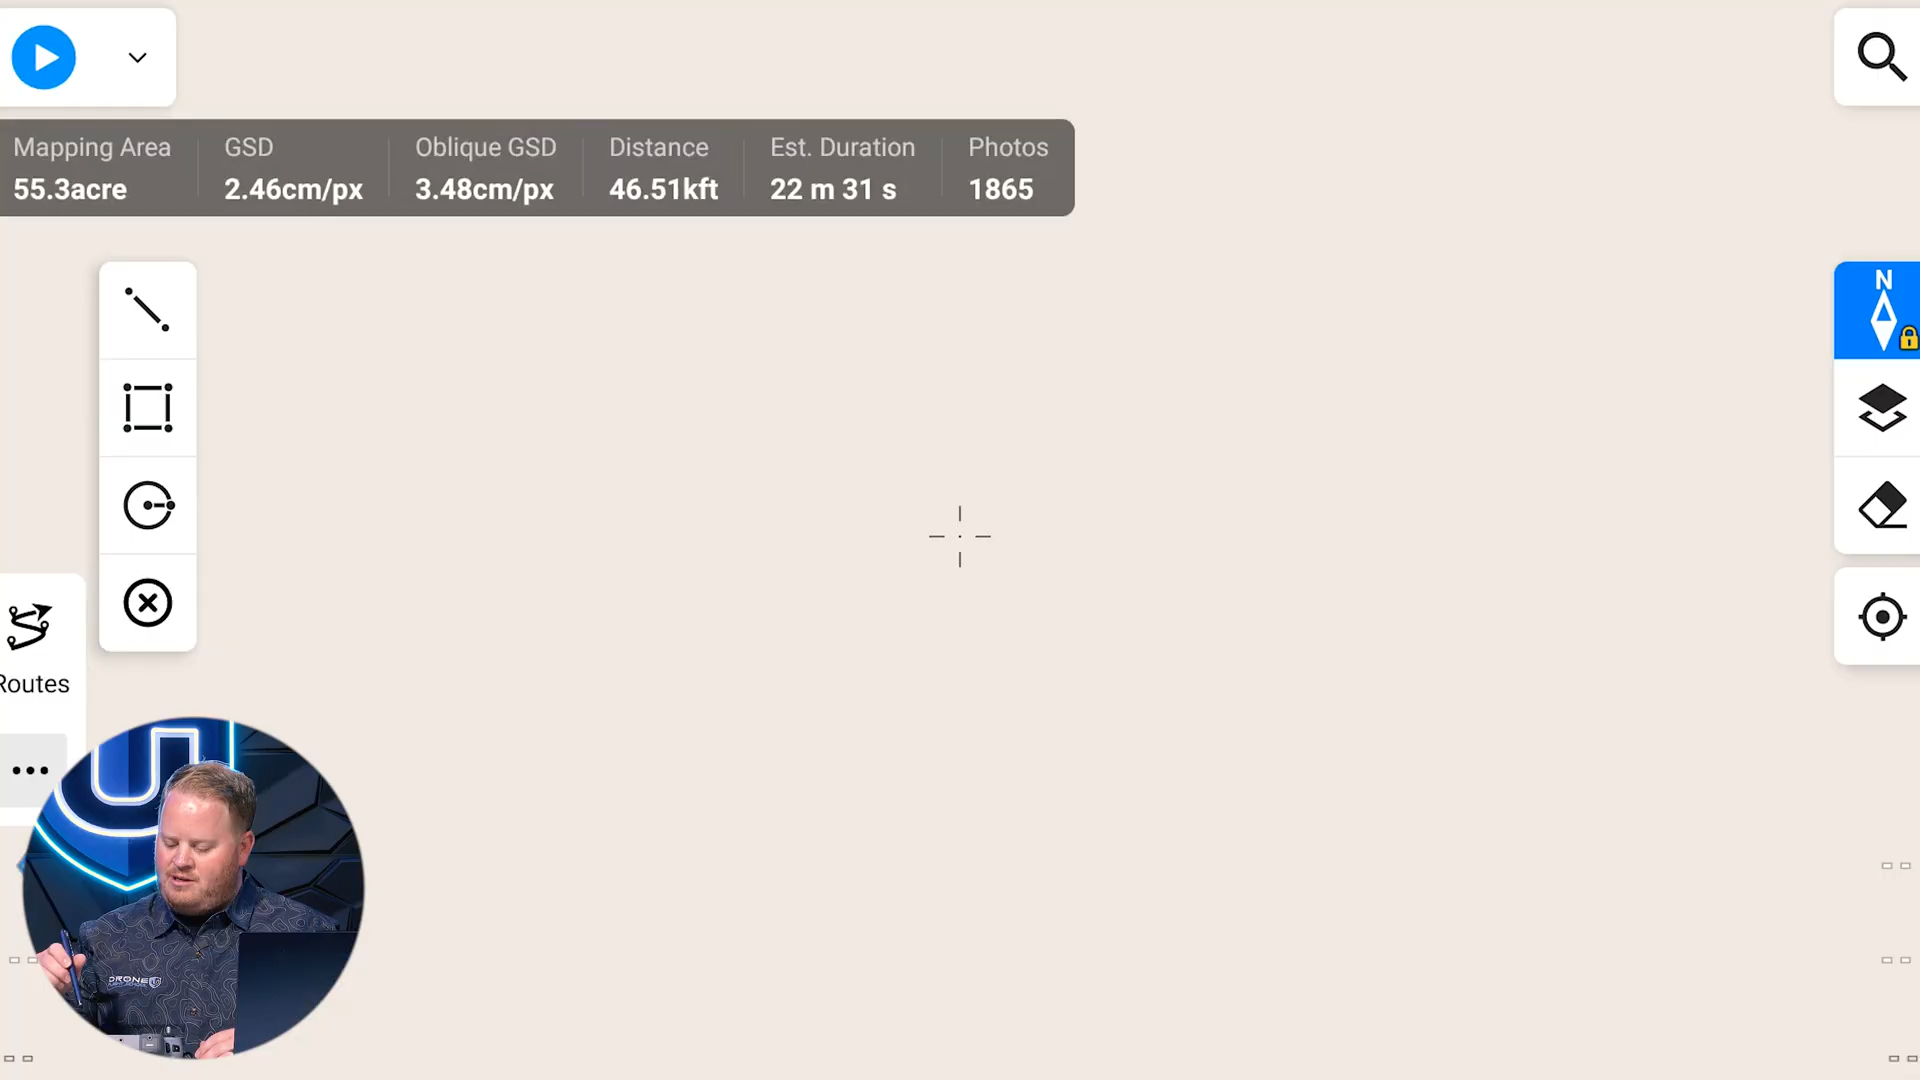 Mapping Area GSD Oblique GSD Distance Est. Duration Photos
55.3acre 2.46cm/px 3.48cm/px 46.51kft 22 m 31 s 1865
N
Routes
DRONE